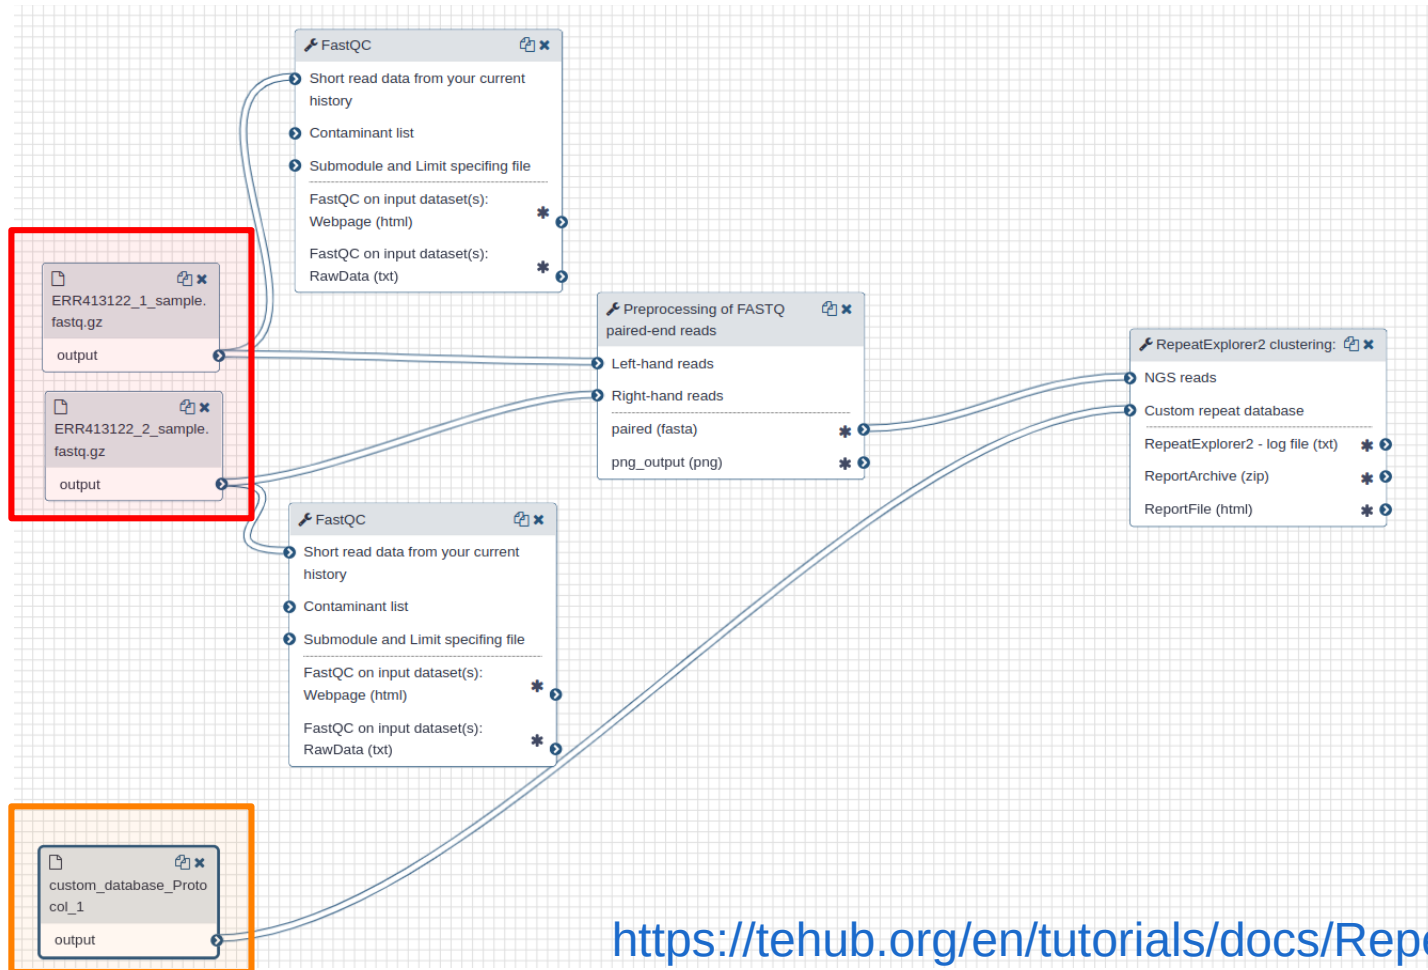 FastQC
Short read data from your current
history
Contaminant list
Submodule and Limit specifing file
FastQC on input dataset(s):
Webpage (html)
FastQC on input dataset(s):
RawData (txt)
ERR413122_1_sample.
fastq.gz
output
ERR413122_2_sample.
fastq.gz
output
Preprocessing of FASTQ
paired-end reads
Left-hand reads
Right-hand reads
paired (fasta)
png_output (png)
RepeatExplorer2 clustering:
NGS reads
Custom repeat database
RepeatExplorer2 - log file (txt)
ReportArchive (zip)
ReportFile (html)
FastQC
Short read data from your current
history
Contaminant list
Submodule and Limit specifing file
FastQC on input dataset(s):
Webpage (html)
FastQC on input dataset(s):
RawData (txt)
custom_database_Proto
col_1
output
https://tehub.org/en/tutorials/docs/Rep